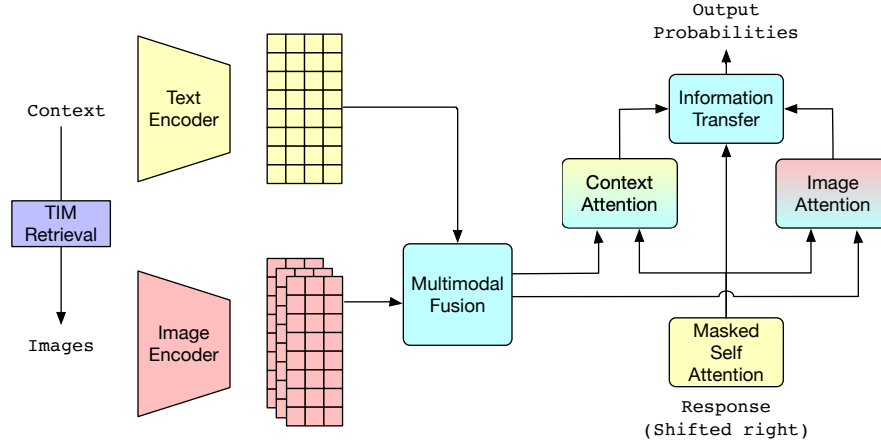 Context
TIM
Retrieval
Images
Text
Encoder
Image
Encoder
Multimodal
Fusion
Output
Probabilities
Information
Transfer
Context
Attention
Image
Attention
Masked
Self
Attention
Response
(Shifted right)